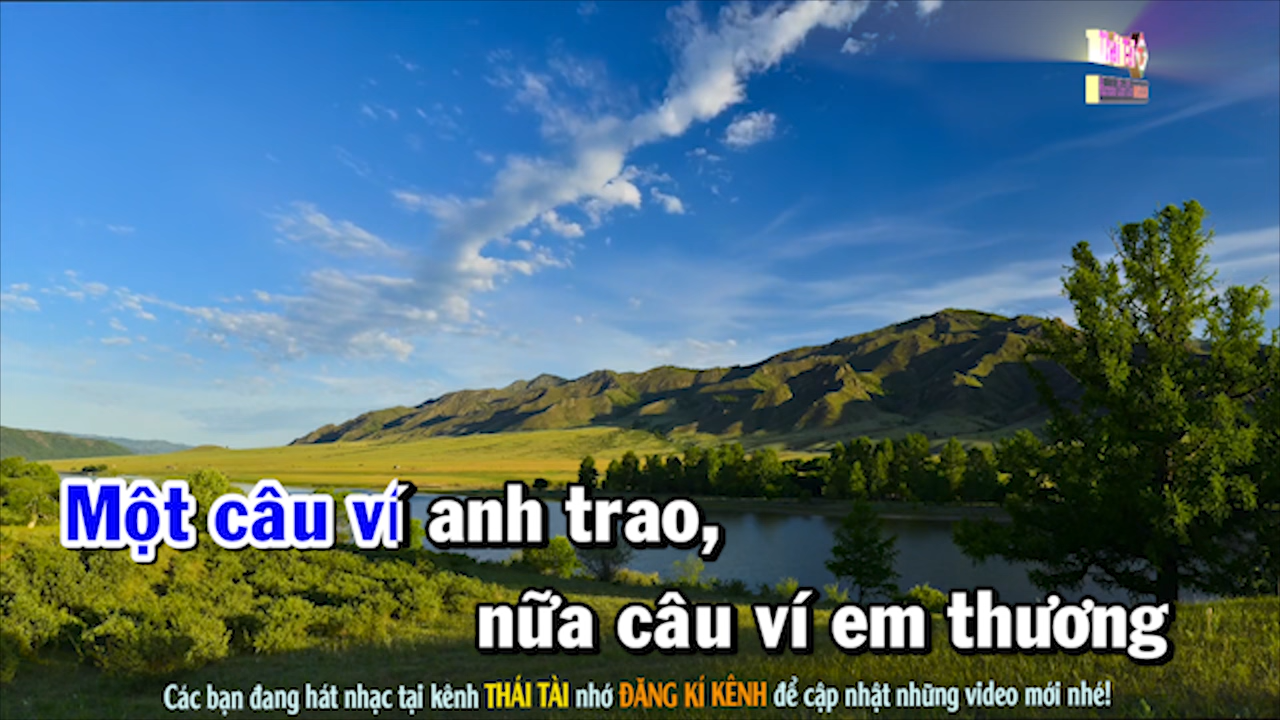 Một câu ví anh trao,
nữa câu ví em thương
Các bạn đang hát nhạc tại kênh THÁI TÀI nhớ ĐĂNG KÍ KÊNH để cập nhật những video mới nhé!